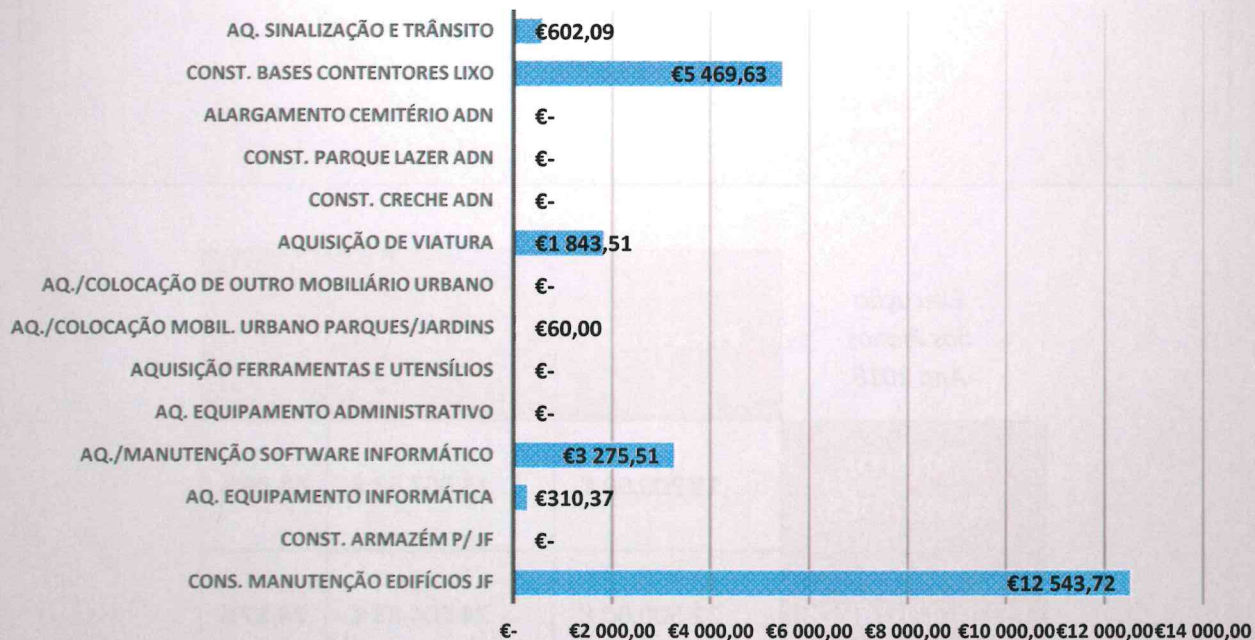 AQ. SINALIZAÇÃO E TRÂNSITO €602,09
CONST. BASES CONTENTORES LIXO €5 469,63
ALARGAMENTO CEMITÉRIO ADN €-
CONST. PARQUE LAZER ADN €-
CONST. CRECHE ADN €-
AQUISIÇÃO DE VIATURA €1 843,51
AQ./COLOCAÇÃO DE OUTRO MOBILIÁRIO URBANO €-
AQ./COLOCAÇÃO MOBIL. URBANO PARQUES/JARDINS €60,00
AQUISIÇÃO FERRAMENTAS E UTENSÍLIOS €-
AQ. EQUIPAMENTO ADMINISTRATIVO €-
AQ./MANUTENÇÃO SOFTWARE INFORMÁTICO €3 275,51
AQ. EQUIPAMENTO INFORMÁTICA €310,37
CONST. ARMAZÉM P/ JF €-
CONS. MANUTENÇÃO EDIFÍCIOS JF €12 543,72
€- €2 000,00 €4 000,00 €6 000,00 €8 000,00 €10 000,00 €12 000,00 €14 000,00